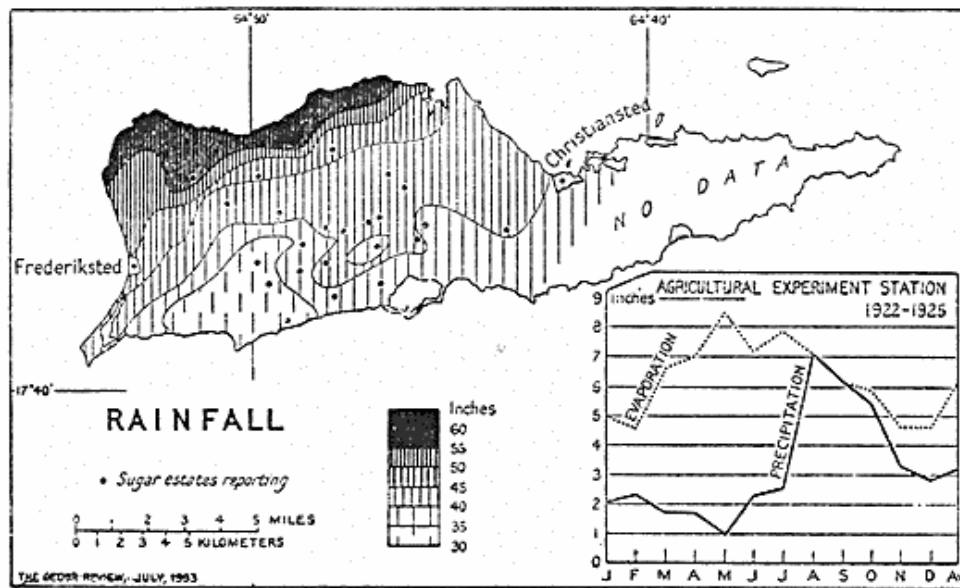 54°50'
64°40'
Christiansted
NO DATA
Frederiksted
17°40'
RAINFALL
• Sugar estates reporting
0 1 2 3 4 5 MILES
0 1 2 3 4 5 KILOMETERS
Inches
60
55
50
45
40
35
30
THE GEOGR. REVIEW, JULY, 1933
AGRICULTURAL EXPERIMENT STATION
1922-1925
Inches
9
8
7
6
5
4
3
2
1
0
EVAPORATION
PRECIPITATION
J F M A M J J A S O N D A